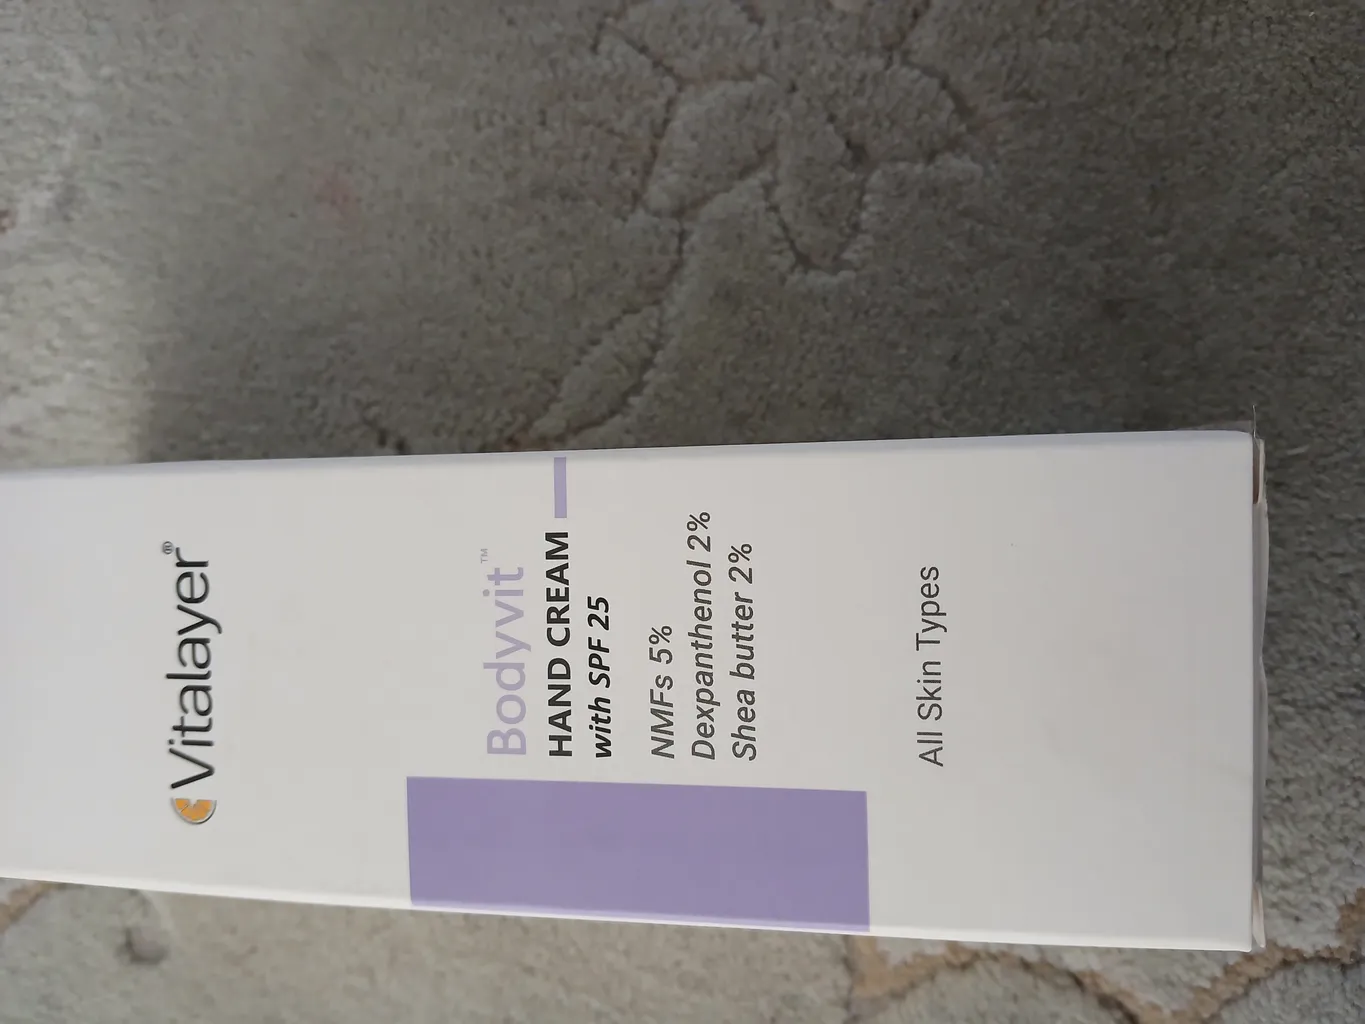 Vitalayer®
Bodyvit™
HAND CREAM
with SPF 25
NMFs 5%
Dexpanthenol 2%
Shea butter 2%
All Skin Types